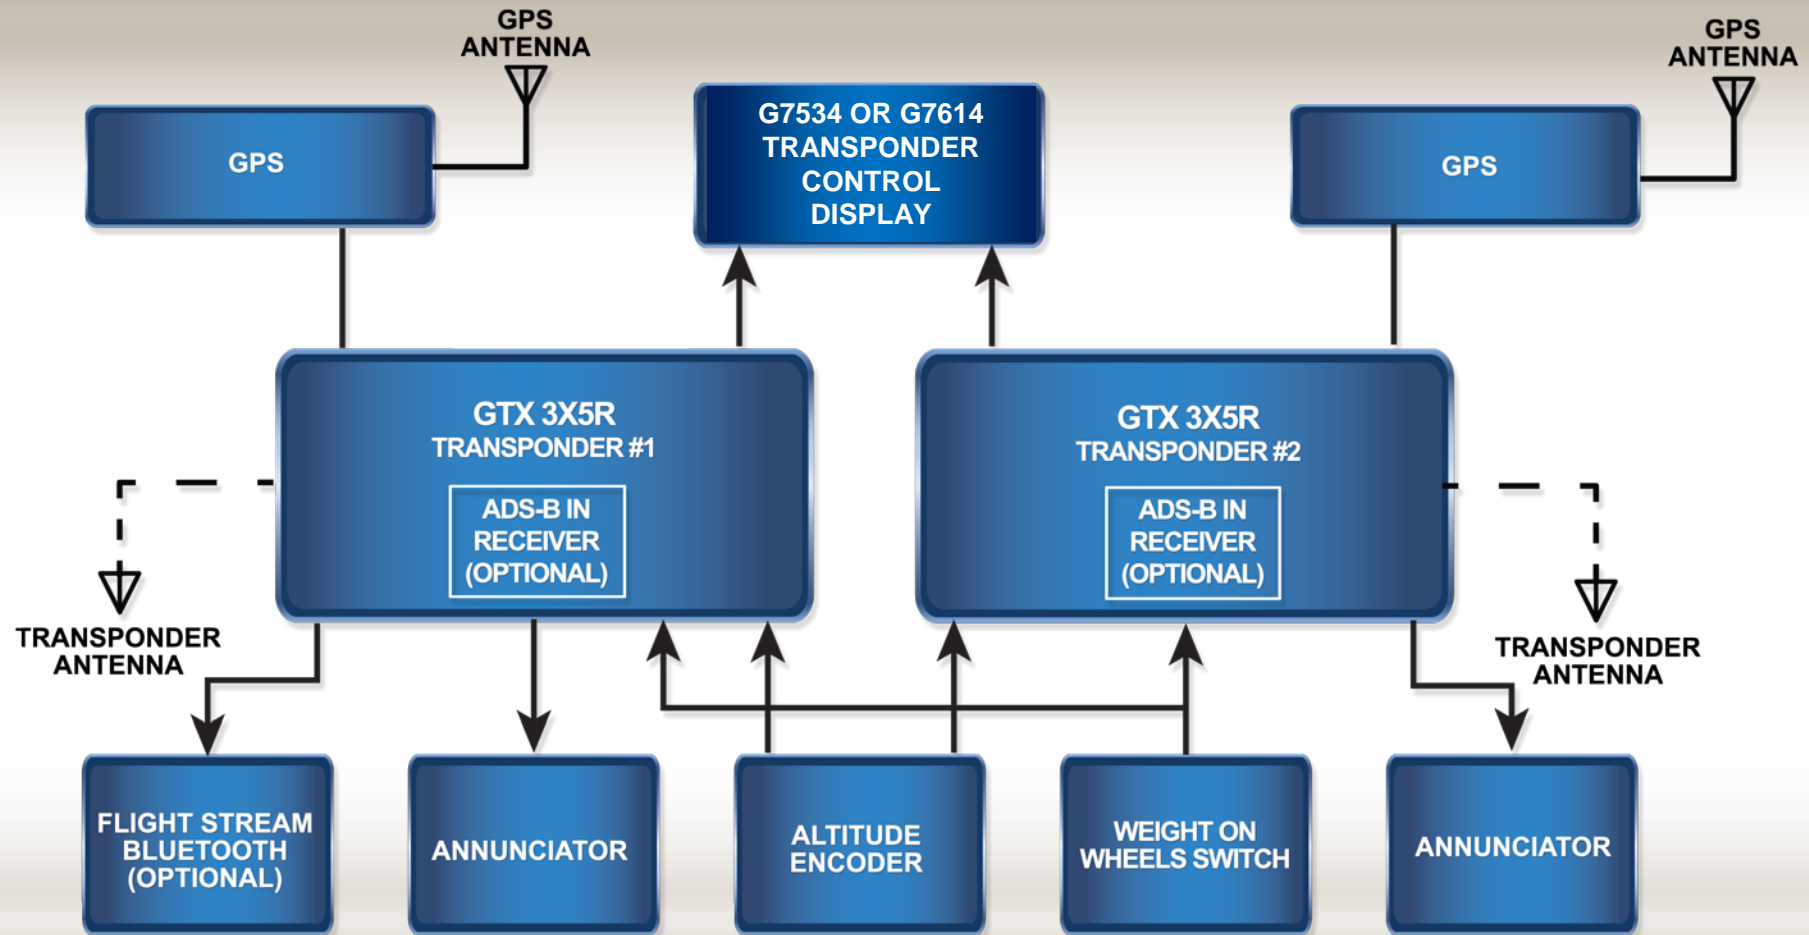 GPS
ANTENNA
GPS
ANTENNA
GPS
G7534 OR G7614
TRANSPONDER
CONTROL
DISPLAY
GPS
GTX 3X5R
TRANSPONDER #1
ADS-B IN
RECEIVER
(OPTIONAL)
GTX 3X5R
TRANSPONDER #2
ADS-B IN
RECEIVER
(OPTIONAL)
TRANSPONDER
ANTENNA
TRANSPONDER
ANTENNA
FLIGHT STREAM
BLUETOOTH
(OPTIONAL)
ANNUNCIATOR
ALTITUDE
ENCODER
WEIGHT ON
WHEELS SWITCH
ANNUNCIATOR